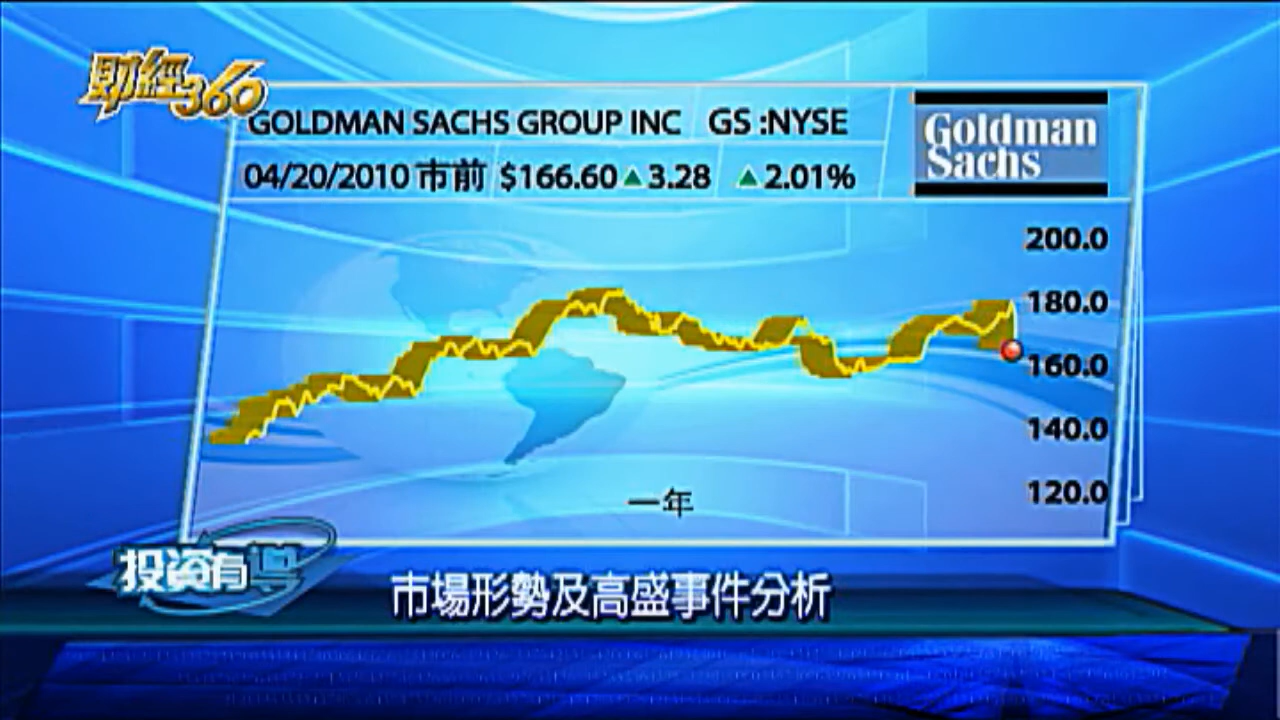 財經360
GOLDMAN SACHS GROUP INC GS :NYSE
04/20/2010 市前 $166.60▲3.28 ▲2.01%
Goldman
Sachs
200.0
180.0
160.0
140.0
120.0
一年
投資有導
市場形勢及高盛事件分析